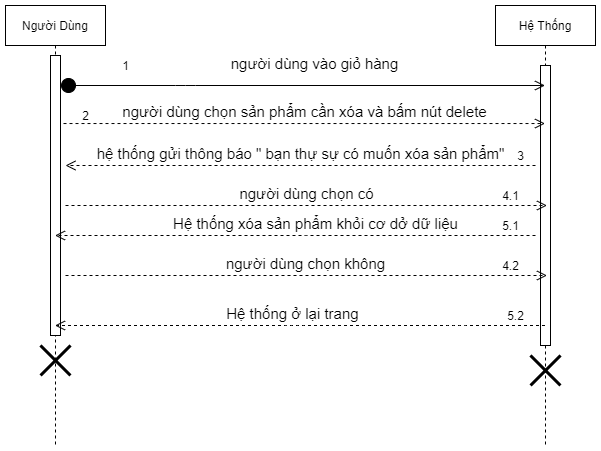 Người Dùng
Hệ Thống
1 người dùng vào giỏ hàng
2 người dùng chọn sản phẩm cần xóa và bấm nút delete
hệ thống gửi thông báo " bạn thự sự có muốn xóa sản phẩm" 3
người dùng chọn có 4.1
Hệ thống xóa sản phẩm khỏi cơ dở dữ liệu 5.1
người dùng chọn không 4.2
Hệ thống ở lại trang 5.2